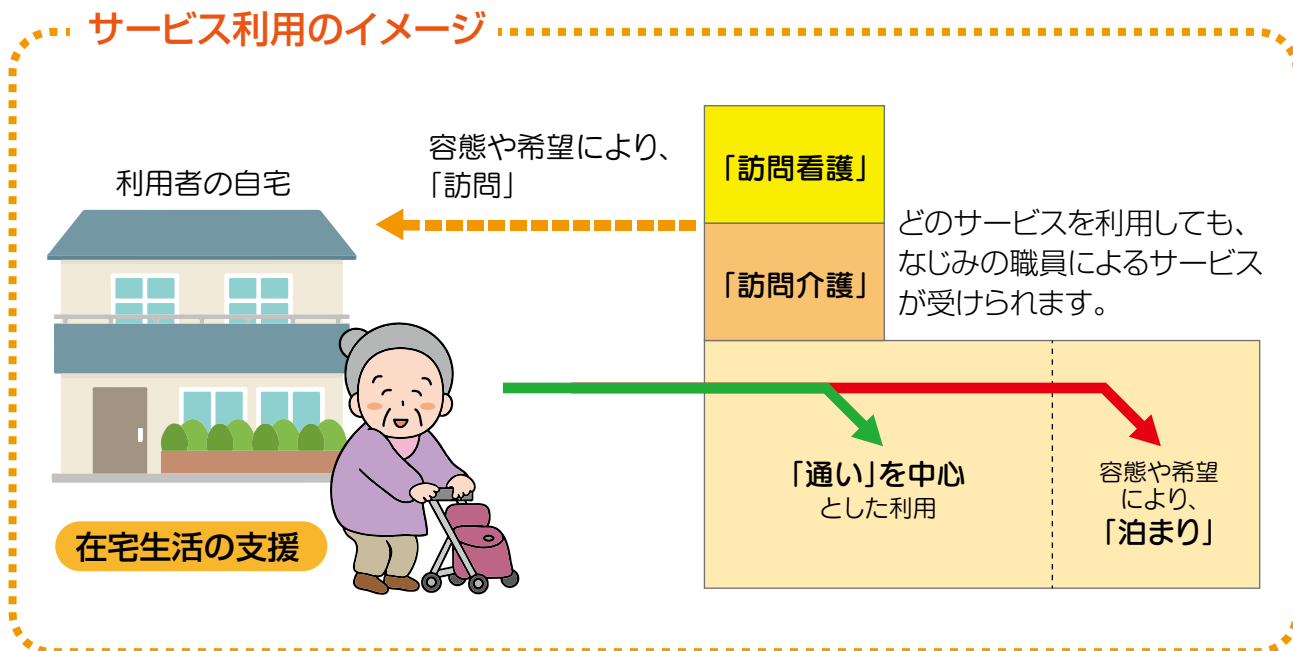 サービス利用のイメージ
利用者の自宅
容態や希望により、
「訪問」
「訪問看護」
「訪問介護」
どのサービスを利用しても、
なじみの職員によるサービス
が受けられます。
「通い」を中心
とした利用
容態や希望
により、
「泊まり」
在宅生活の支援